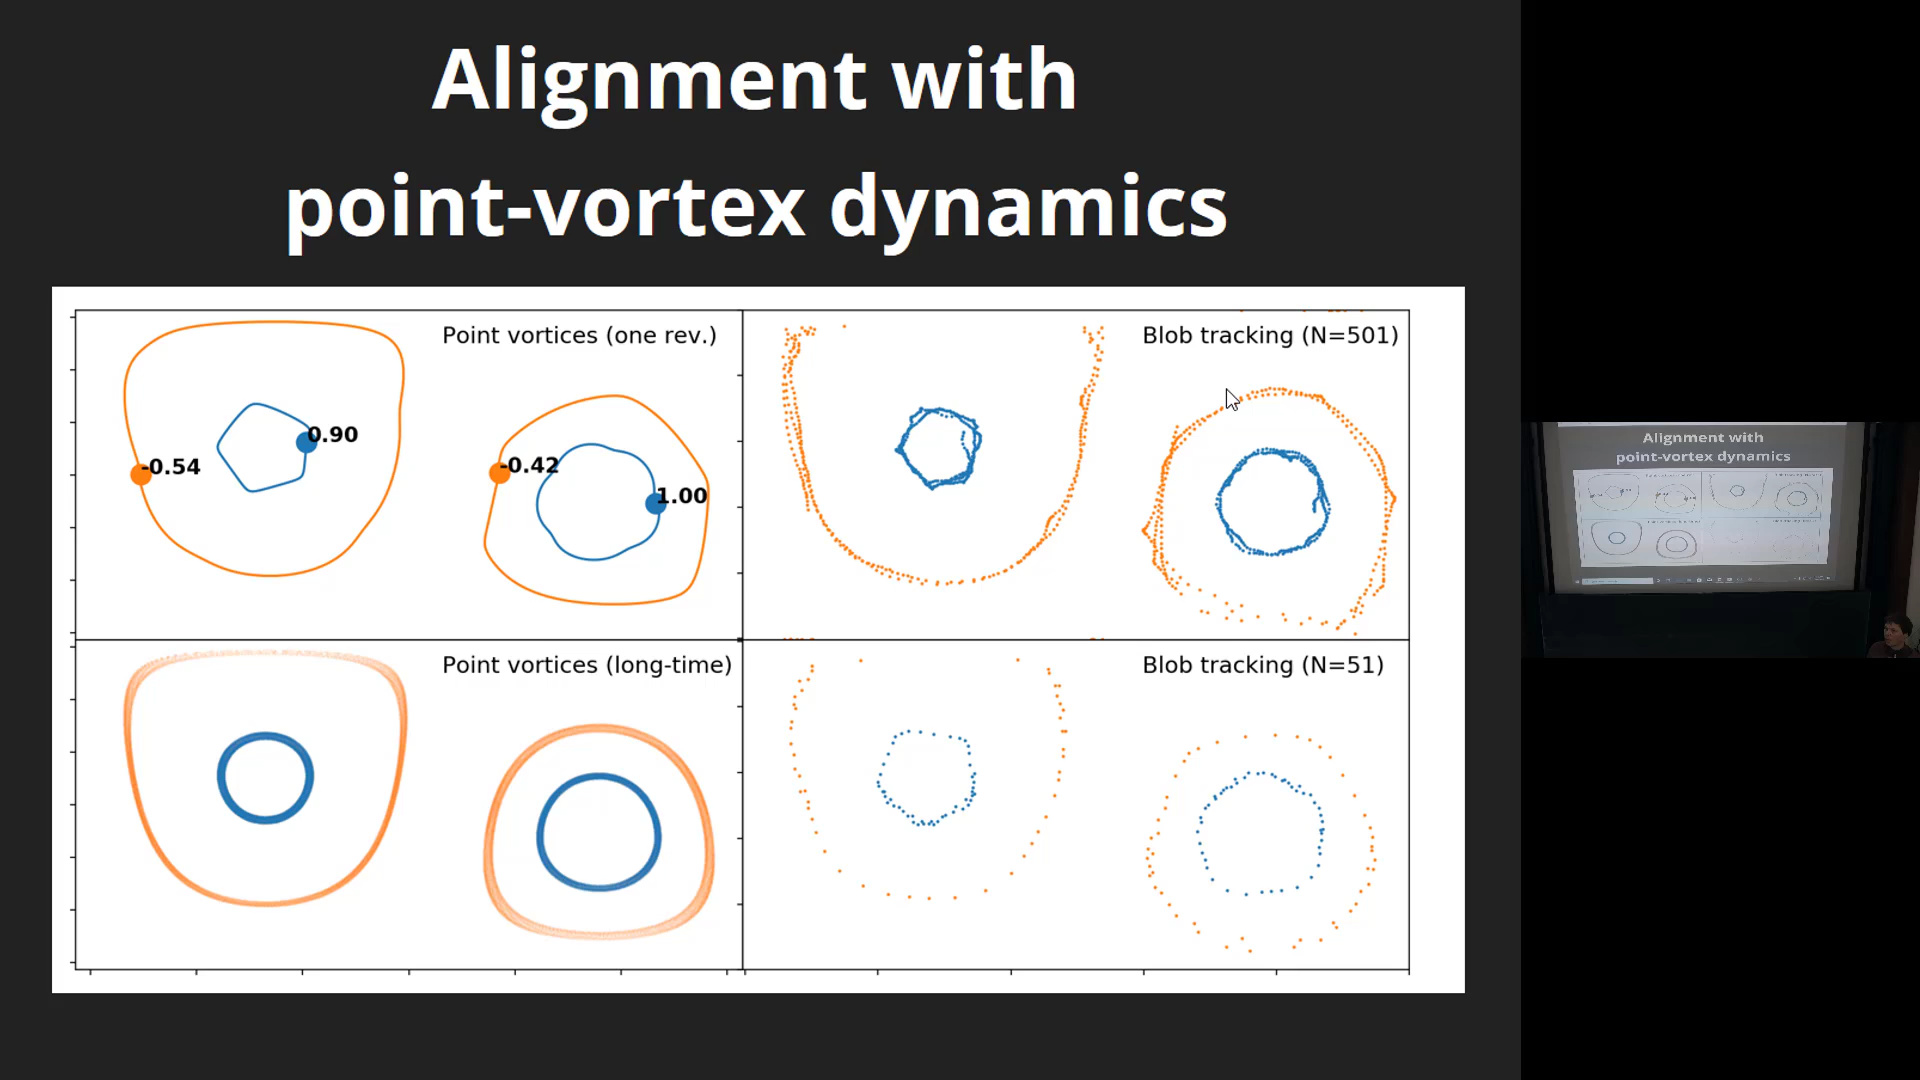 Alignment with
point-vortex dynamics
Point vortices (one rev.)
0.90
-0.54
-0.42
1.00
Blob tracking (N=501)
Point vortices (long-time)
Blob tracking (N=51)
Alignment with
point-vortex dynamics